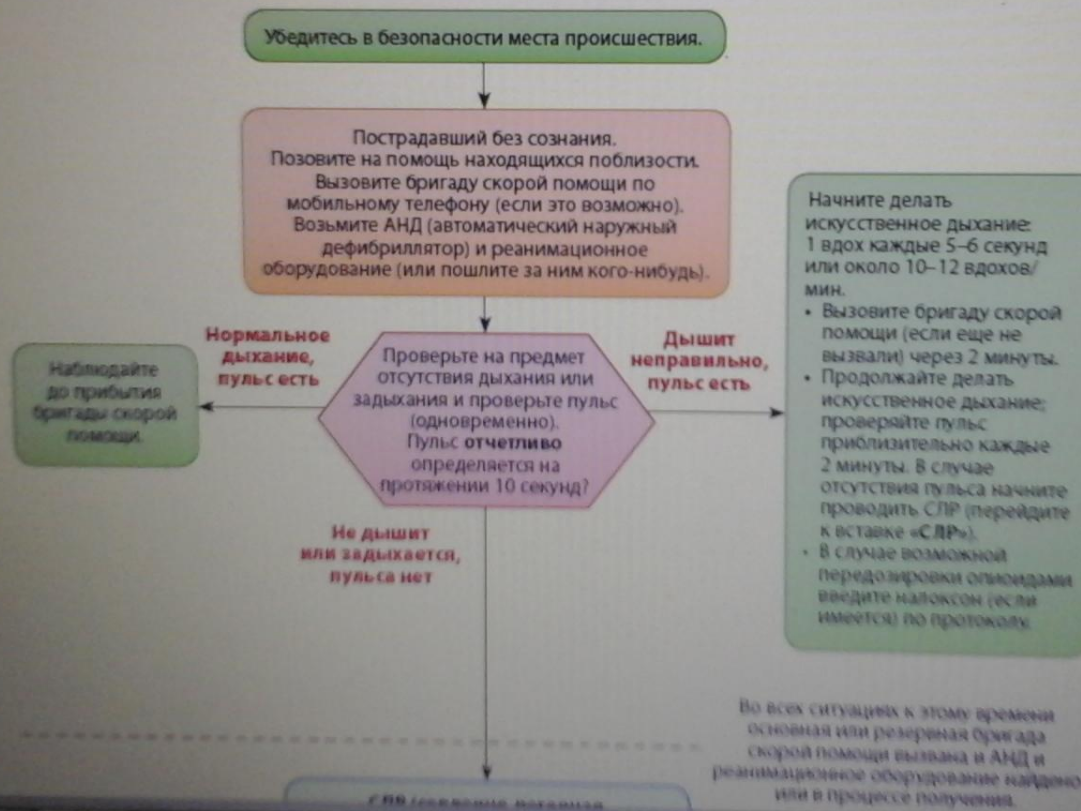 Убедитесь в безопасности места происшествия.
Пострадавший без сознания.
Позовите на помощь находящихся поблизости.
Вызовите бригаду скорой помощи по
мобильному телефону (если это возможно).
Возьмите АНД (автоматический наружный
дефибриллятор) и реанимационное
оборудование (или пошлите за ним кого-нибудь).
Нормальное
дыхание,
пульс есть
Наблюдайте
до прибытия
бригады скорой
помощи.
Проверьте на предмет
отсутствия дыхания или
задыхания и проверьте пульс
(одновременно).
Пульс отчетливо
определяется на
протяжении 10 секунд?
Дышит
неправильно,
пульс есть
Начните делать
искусственное дыхание:
1 вдох каждые 5–6 секунд
или около 10–12 вдохов/
мин.
• Вызовите бригаду скорой
помощи (если еще не
вызвали) через 2 минуты.
• Продолжайте делать
искусственное дыхание;
проверяйте пульс
приблизительно каждые
2 минуты. В случае
отсутствия пульса начните
проводить СЛР (перейдите
к вставке «СЛР»).
• В случае возможной
передозировки опиоидами
введите налоксон (если
имеется) по протоколу.
Не дышит
или задыхается,
пульса нет
Во всех ситуациях к этому времени
основная или резервная бригада
скорой помощи вызвана и АНД и
реанимационное оборудование найдено
или в процессе получения.